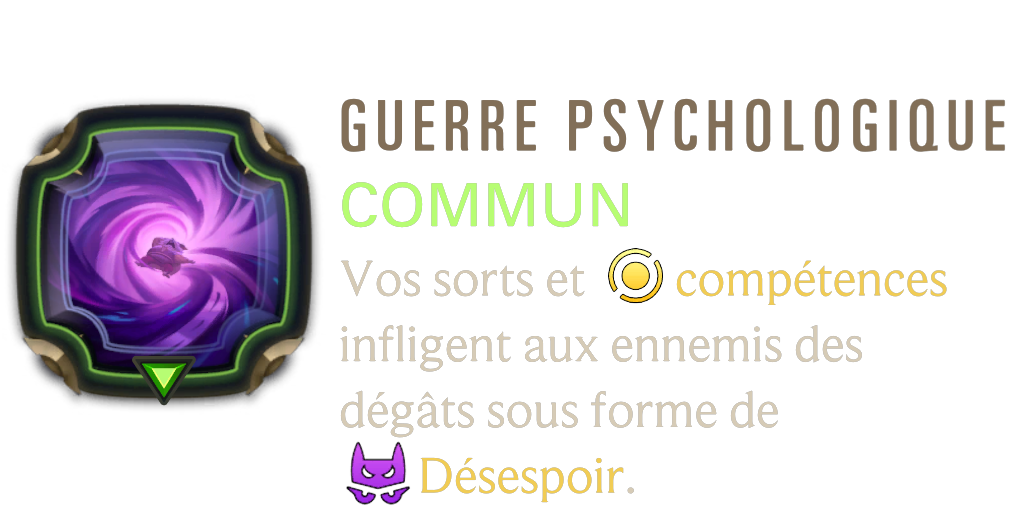 GUERRE PSYCHOLOGIQUE
COMMUN
Vos sorts et compétences
infligent aux ennemis des
dégâts sous forme de
Désespoir.